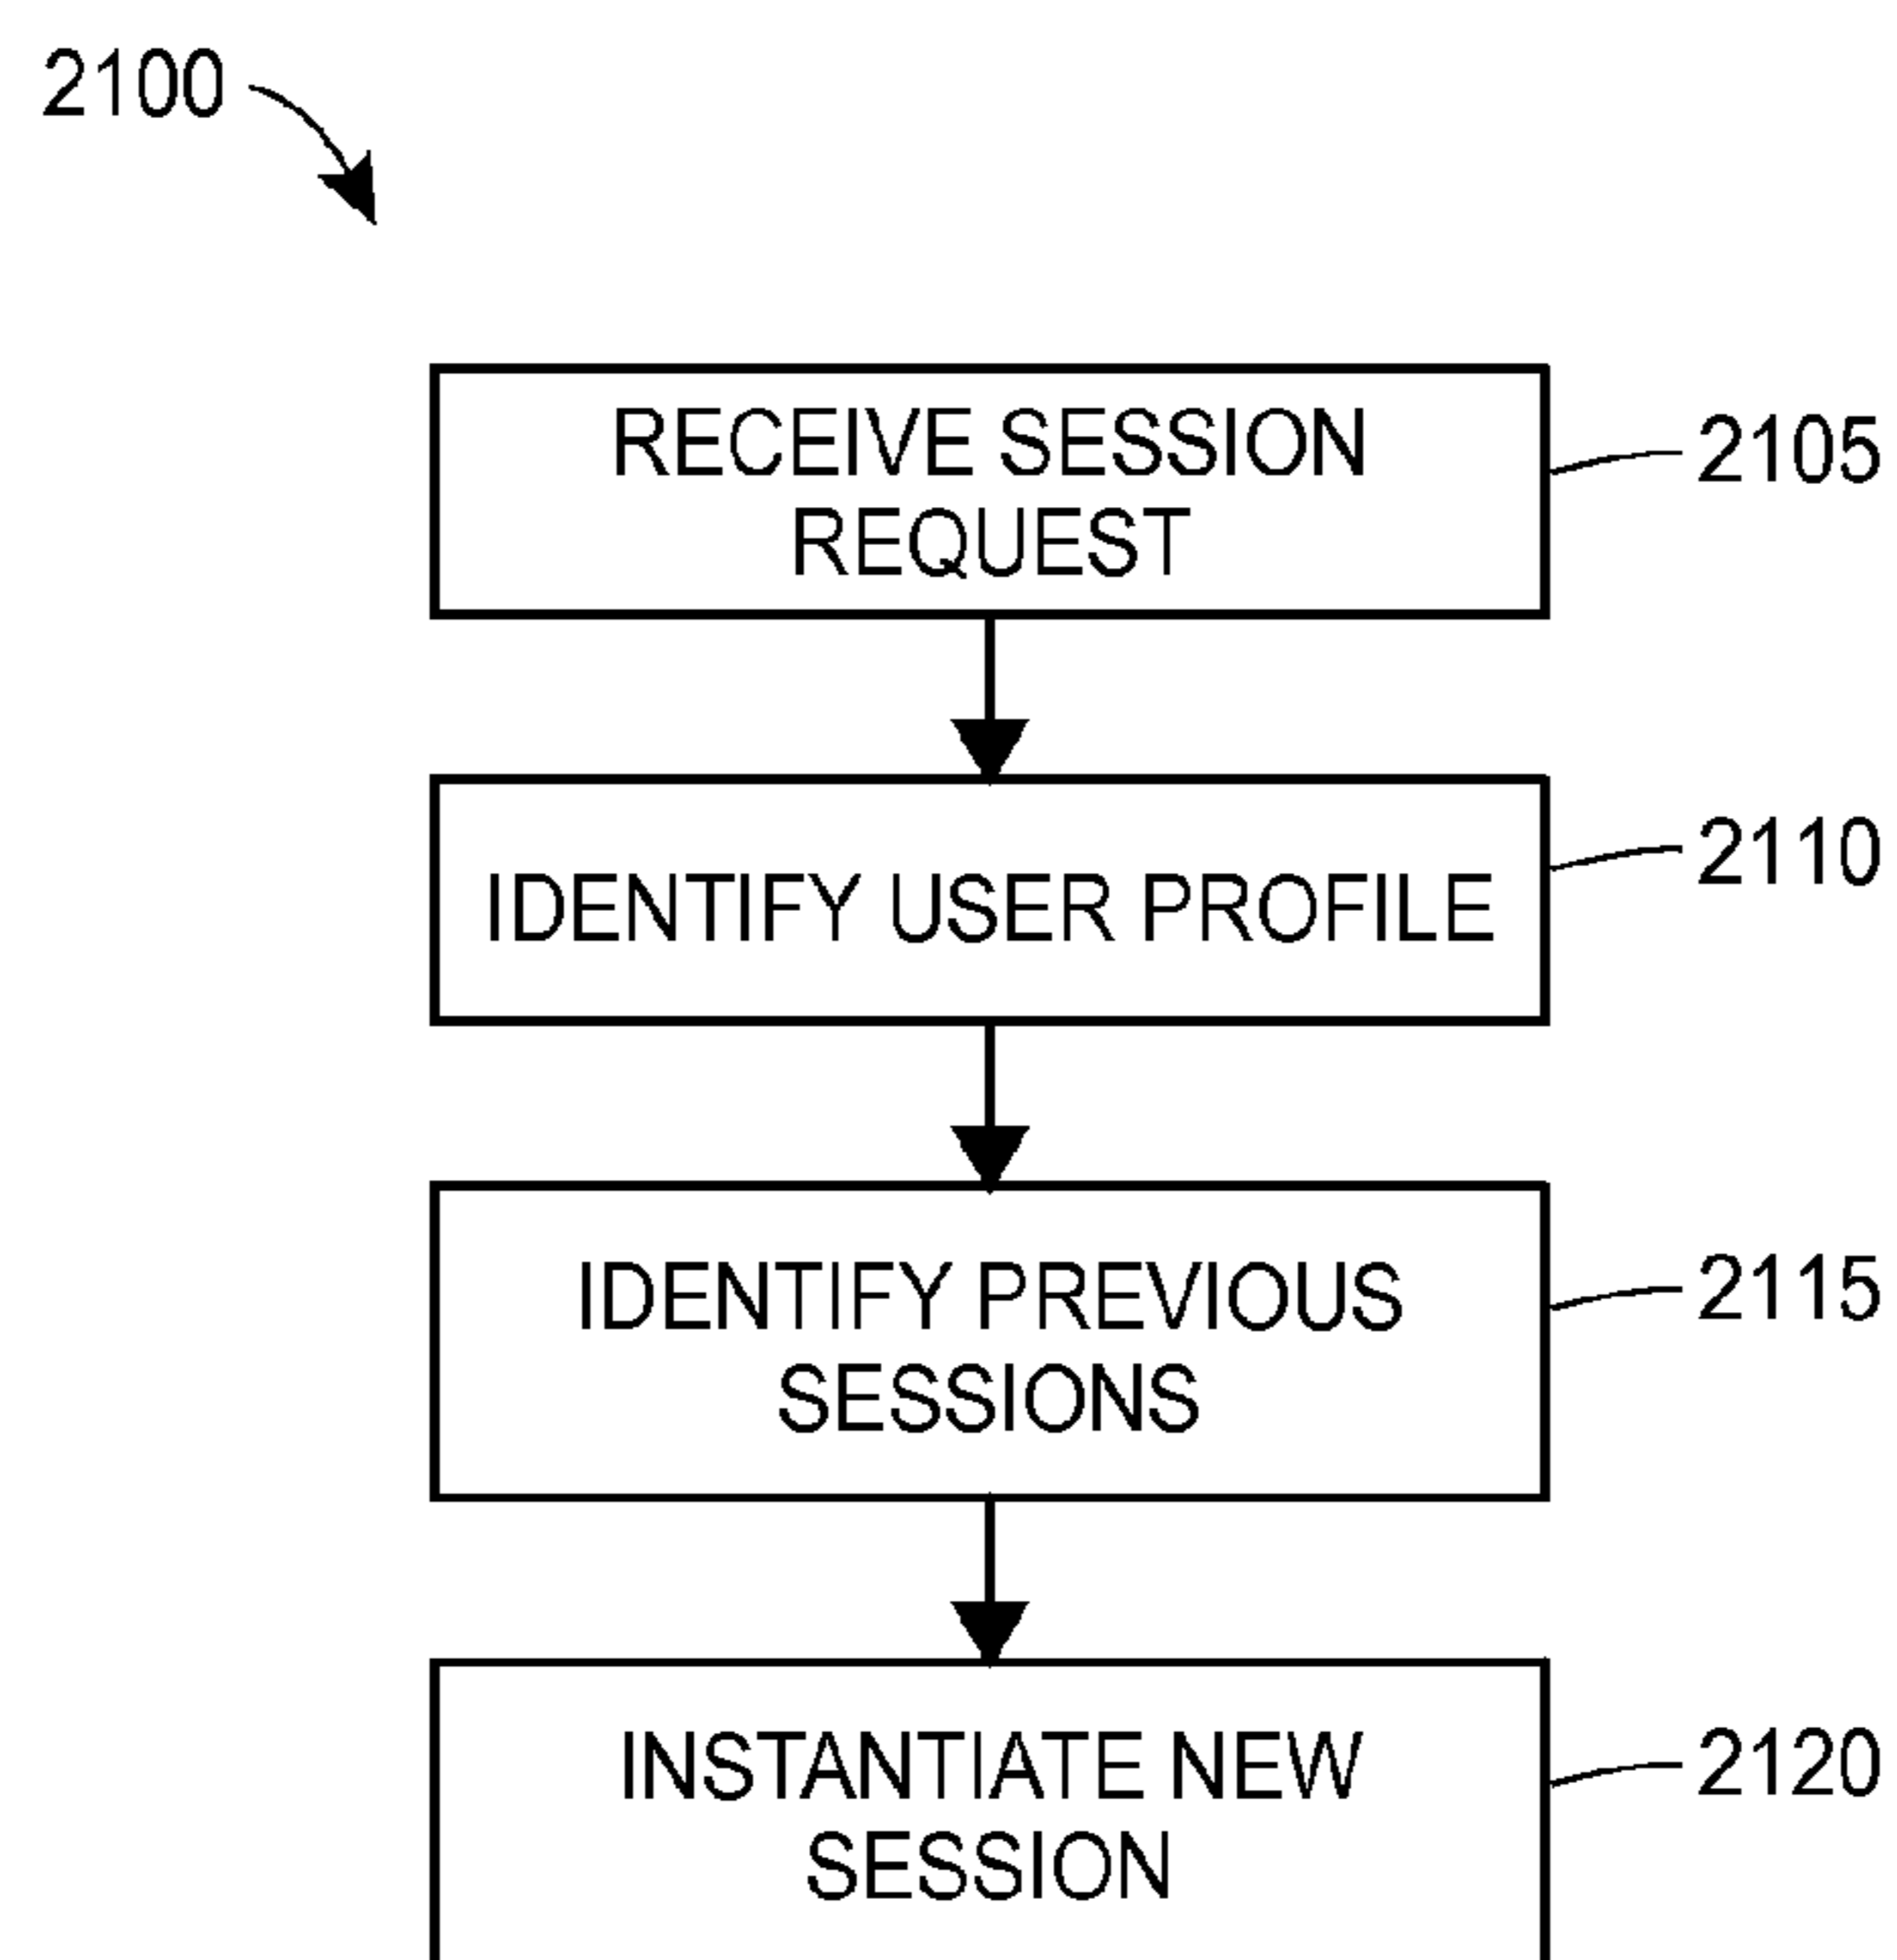 2100
RECEIVE SESSION
REQUEST
2105
IDENTIFY USER PROFILE
2110
IDENTIFY PREVIOUS
SESSIONS
2115
INSTANTIATE NEW
SESSION
2120